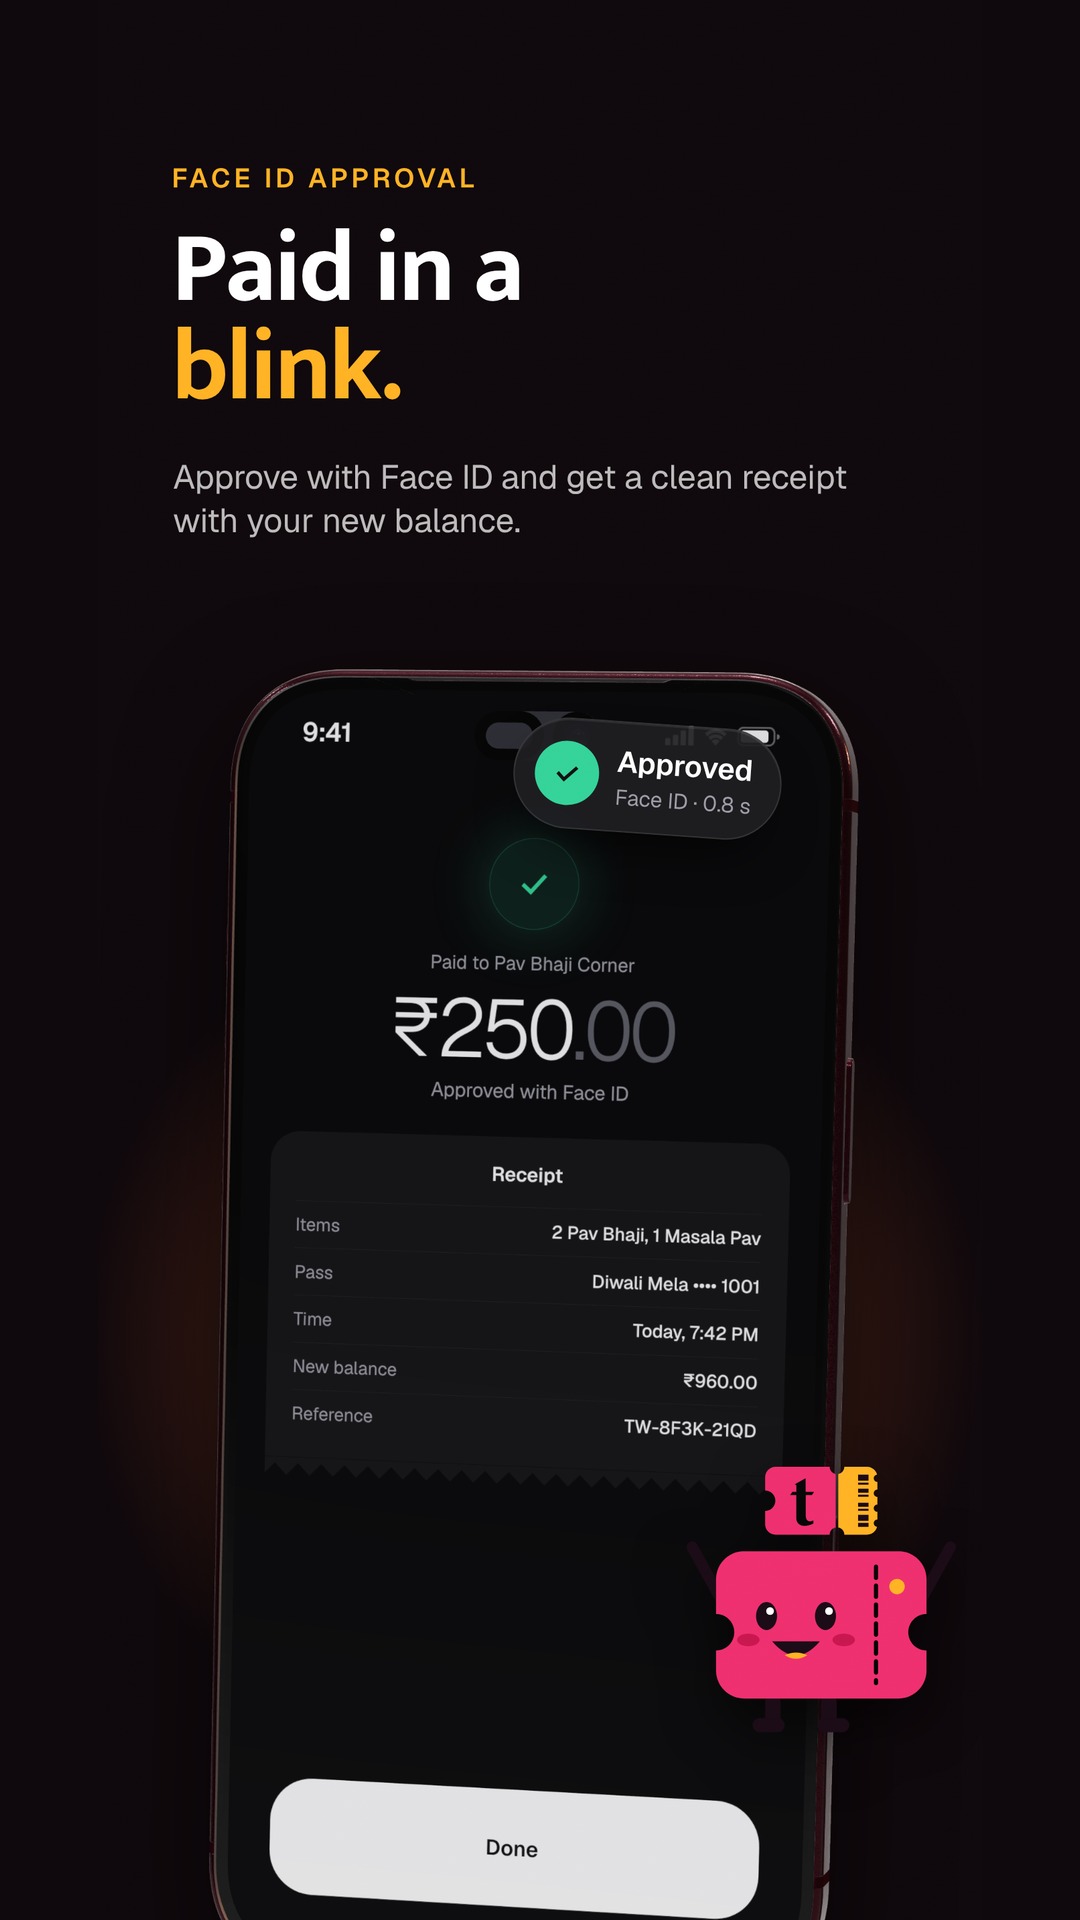 FACE ID APPROVAL
Paid in a
blink.
Approve with Face ID and get a clean receipt
with your new balance.
9:41
Approved
Face ID · 0.8 s
Paid to Pav Bhaji Corner
₹250.00
Approved with Face ID
Receipt
Items 2 Pav Bhaji, 1 Masala Pav
Pass Diwali Mela •••• 1001
Time Today, 7:42 PM
New balance ₹960.00
Reference TW-8F3K-21QD
t
Done